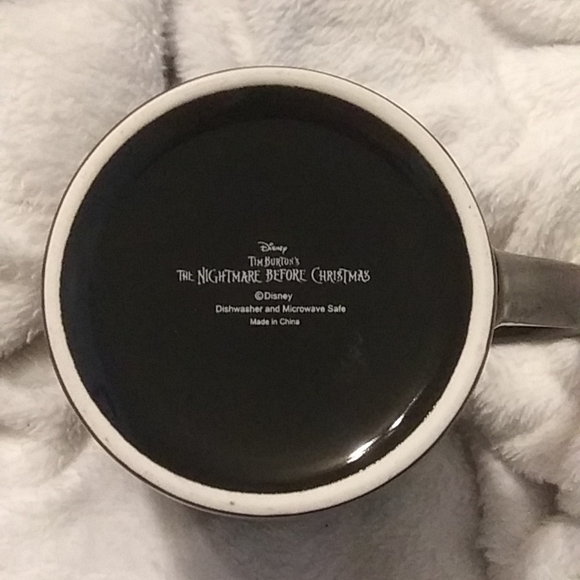 Disney
TIM BURTON'S
THE NIGHTMARE BEFORE CHRISTMAS
©Disney
Dishwasher and Microwave Safe
Made in China